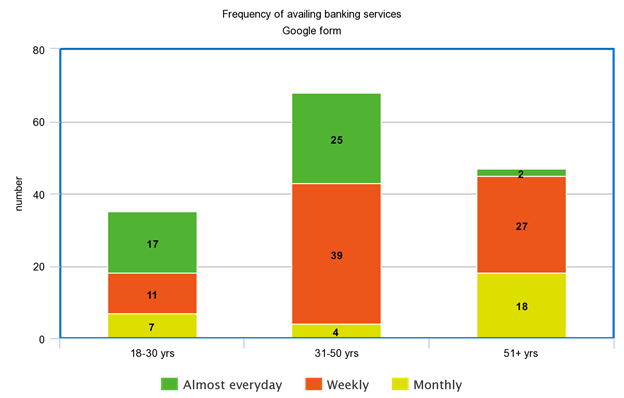 Frequency of availing banking services
Google form
number
80
60
40
20
0
17
11
7
25
39
4
2
27
18
18-30 yrs
31-50 yrs
51+ yrs
Almost everyday
Weekly
Monthly